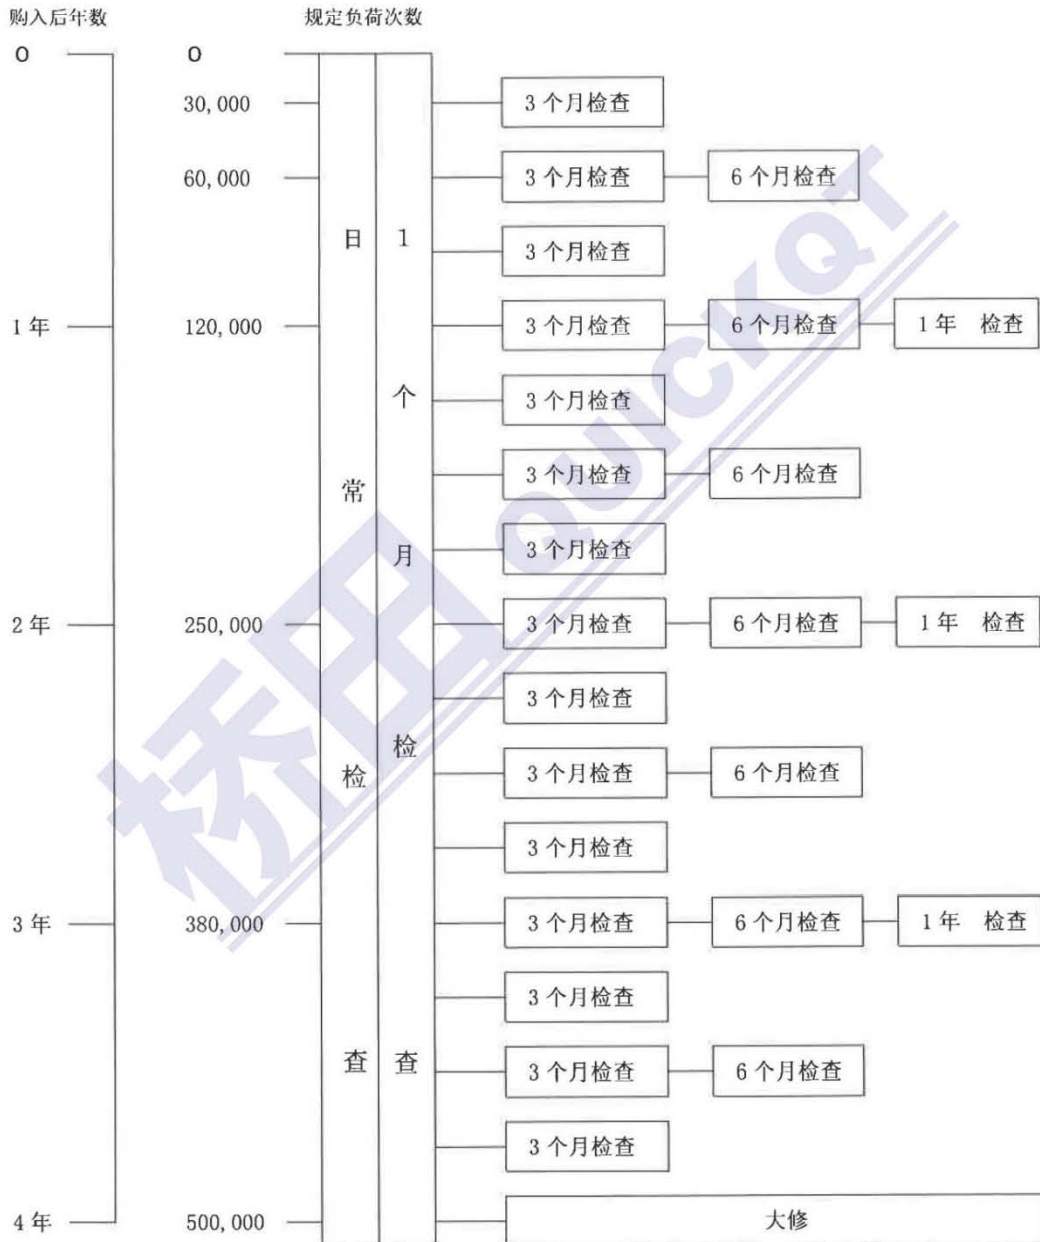 购入后年数 规定负荷次数
0 0
30,000 3个月检查
60,000 3个月检查 6个月检查
3个月检查
1年 120,000 3个月检查 6个月检查 1年 检查
3个月检查
3个月检查 6个月检查
3个月检查
2年 250,000 3个月检查 6个月检查 1年 检查
3个月检查
3个月检查 6个月检查
3个月检查
3年 380,000 3个月检查 6个月检查 1年 检查
3个月检查
3个月检查 6个月检查
3个月检查
4年 500,000 大修
日常检查
1个月检查
桥田 QUICKQT